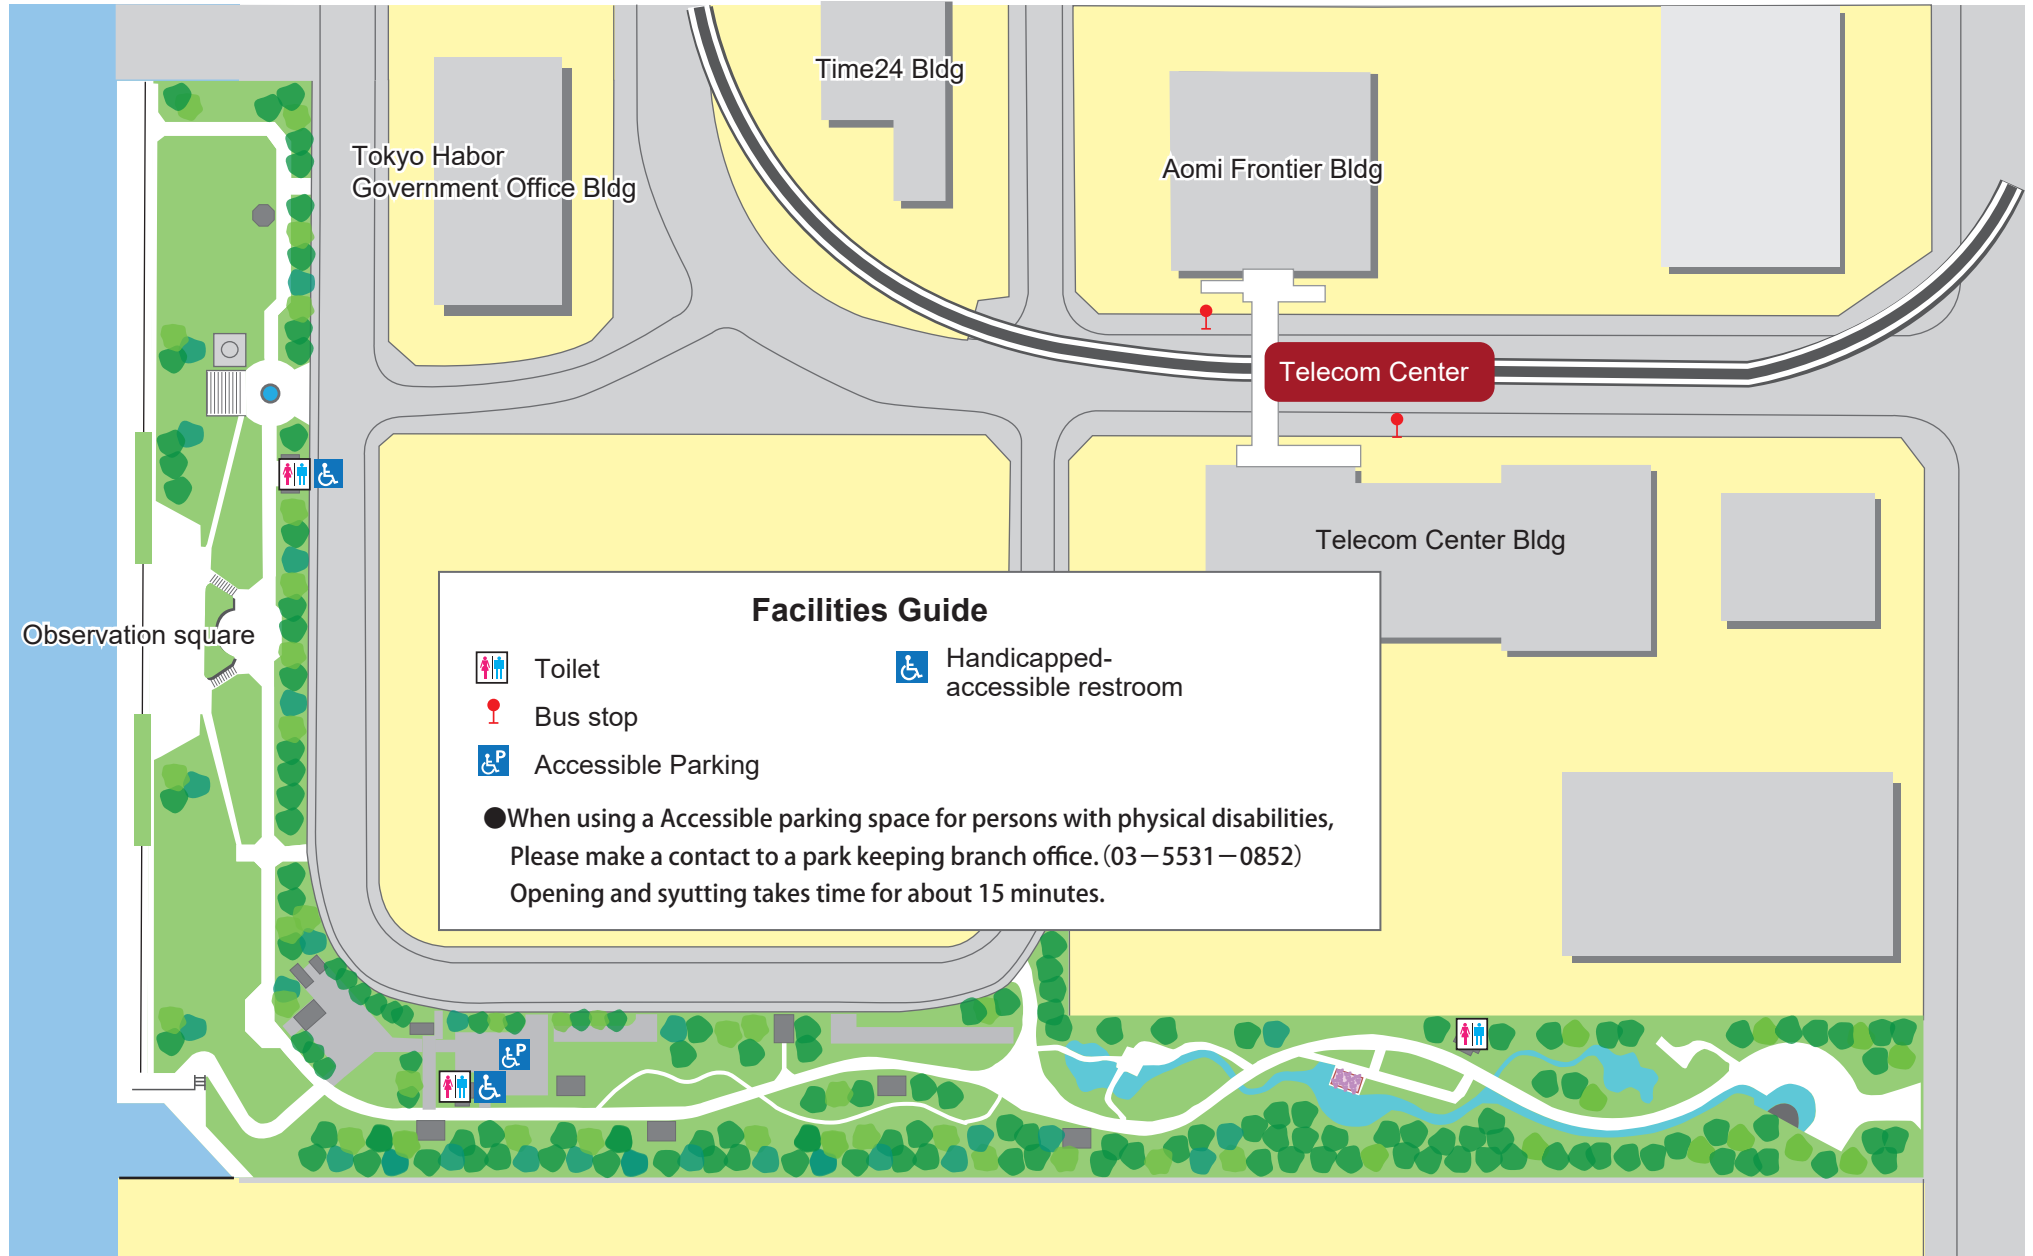 Time24 Bldg
Tokyo Habor
Government Office Bldg
Aomi Frontier Bldg
Telecom Center
Telecom Center Bldg
Observation square
Facilities Guide
Toilet
Handicapped-
accessible restroom
Bus stop
P
Accessible Parking
●When using a Accessible parking space for persons with physical disabilities,
Please make a contact to a park keeping branch office.（03－5531－0852）
Opening and syutting takes time for about 15 minutes.
P